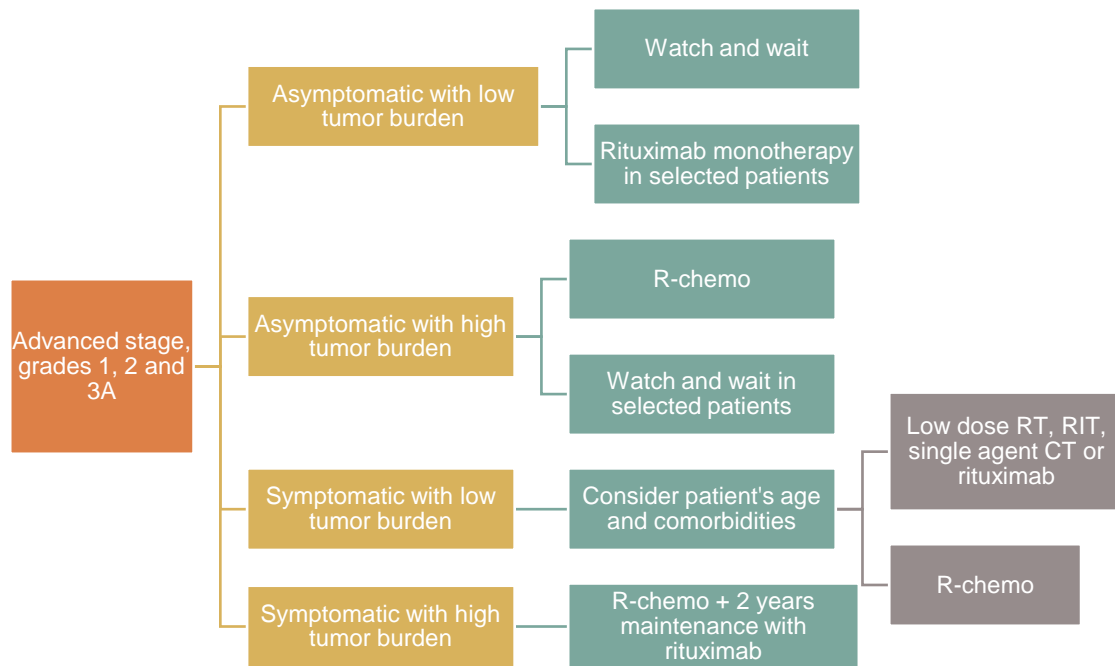 Advanced stage,
grades 1, 2 and
3A
Asymptomatic with low
tumor burden
Watch and wait
Rituximab monotherapy
in selected patients
Asymptomatic with high
tumor burden
R-chemo
Watch and wait in
selected patients
Symptomatic with low
tumor burden
Consider patient's age
and comorbidities
Low dose RT, RIT,
single agent CT or
rituximab
R-chemo
Symptomatic with high
tumor burden
R-chemo + 2 years
maintenance with
rituximab